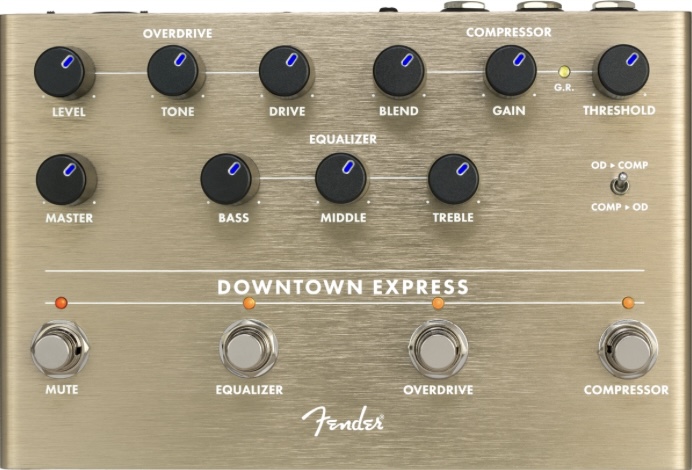 OVERDRIVE
COMPRESSOR
LEVEL
TONE
DRIVE
BLEND
GAIN
G.R.
THRESHOLD
EQUALIZER
OD ▸ COMP
MASTER
BASS
MIDDLE
TREBLE
COMP ▸ OD
DOWNTOWN EXPRESS
MUTE
EQUALIZER
OVERDRIVE
COMPRESSOR
Fender